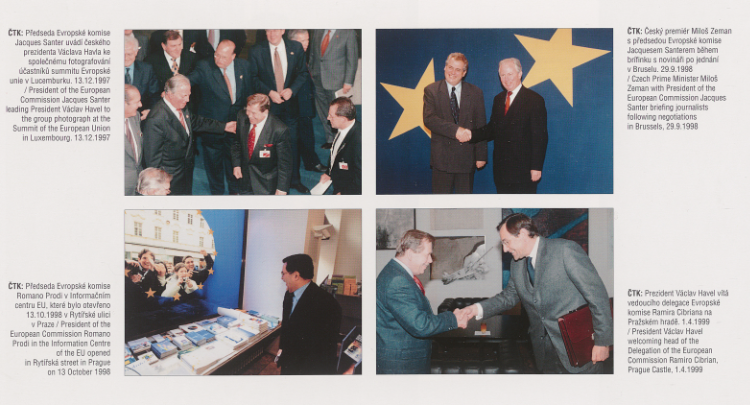 ČTK: Předseda Evropské komise
Jacques Santer uvádí českého
prezidenta Václava Havla ke
společnému fotografování
účastníků summitu Evropské
unie v Lucemburku. 13.12.1997
/ President of the European
Commission Jacques Santer
leading President Václav Havel to
the group photograph at the
Summit of the European Union
in Luxembourg, 13.12.1997
ČTK: Český premiér Miloš Zeman
s předsedou Evropské komise
Jacquesem Santerem během
brífinku s novináři po jednání
v Bruselu. 29.9.1998
/ Czech Prime Minister Miloš
Zeman with President of the
European Commission Jacques
Santer briefing journalists
following negotiations
in Brussels, 29.9.1998
ČTK: Předseda Evropské komise
Romano Prodi v Informačním
centru EU, které bylo otevřeno
13.10.1998 v Rytířské ulici
v Praze / President of the
European Commission Romano
Prodi in the Information Centre
of the EU opened
in Rytířská street in Prague
on 13 October 1998
ČTK: Prezident Václav Havel vítá
vedoucího delegace Evropské
komise Ramira Cibriana na
Pražském hradě. 1.4.1999
/ President Václav Havel
welcoming head of the
Delegation of the European
Commission Ramiro Cibrian,
Prague Castle, 1.4.1999